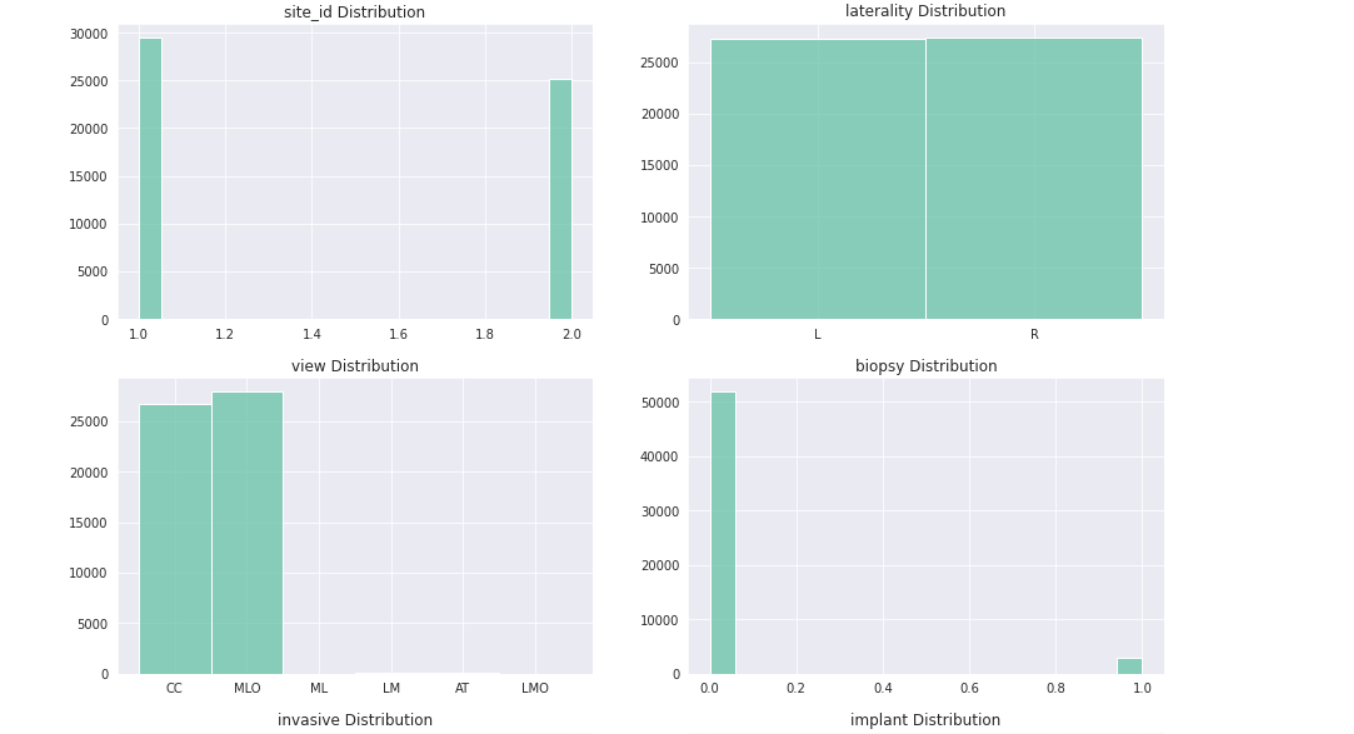 site_id Distribution
30000
25000
20000
15000
10000
5000
0
1.0 1.2 1.4 1.6 1.8 2.0
laterality Distribution
25000
20000
15000
10000
5000
0
L R
view Distribution
25000
20000
15000
10000
5000
0
CC MLO ML LM AT LMO
biopsy Distribution
50000
40000
30000
20000
10000
0
0.0 0.2 0.4 0.6 0.8 1.0
invasive Distribution
implant Distribution